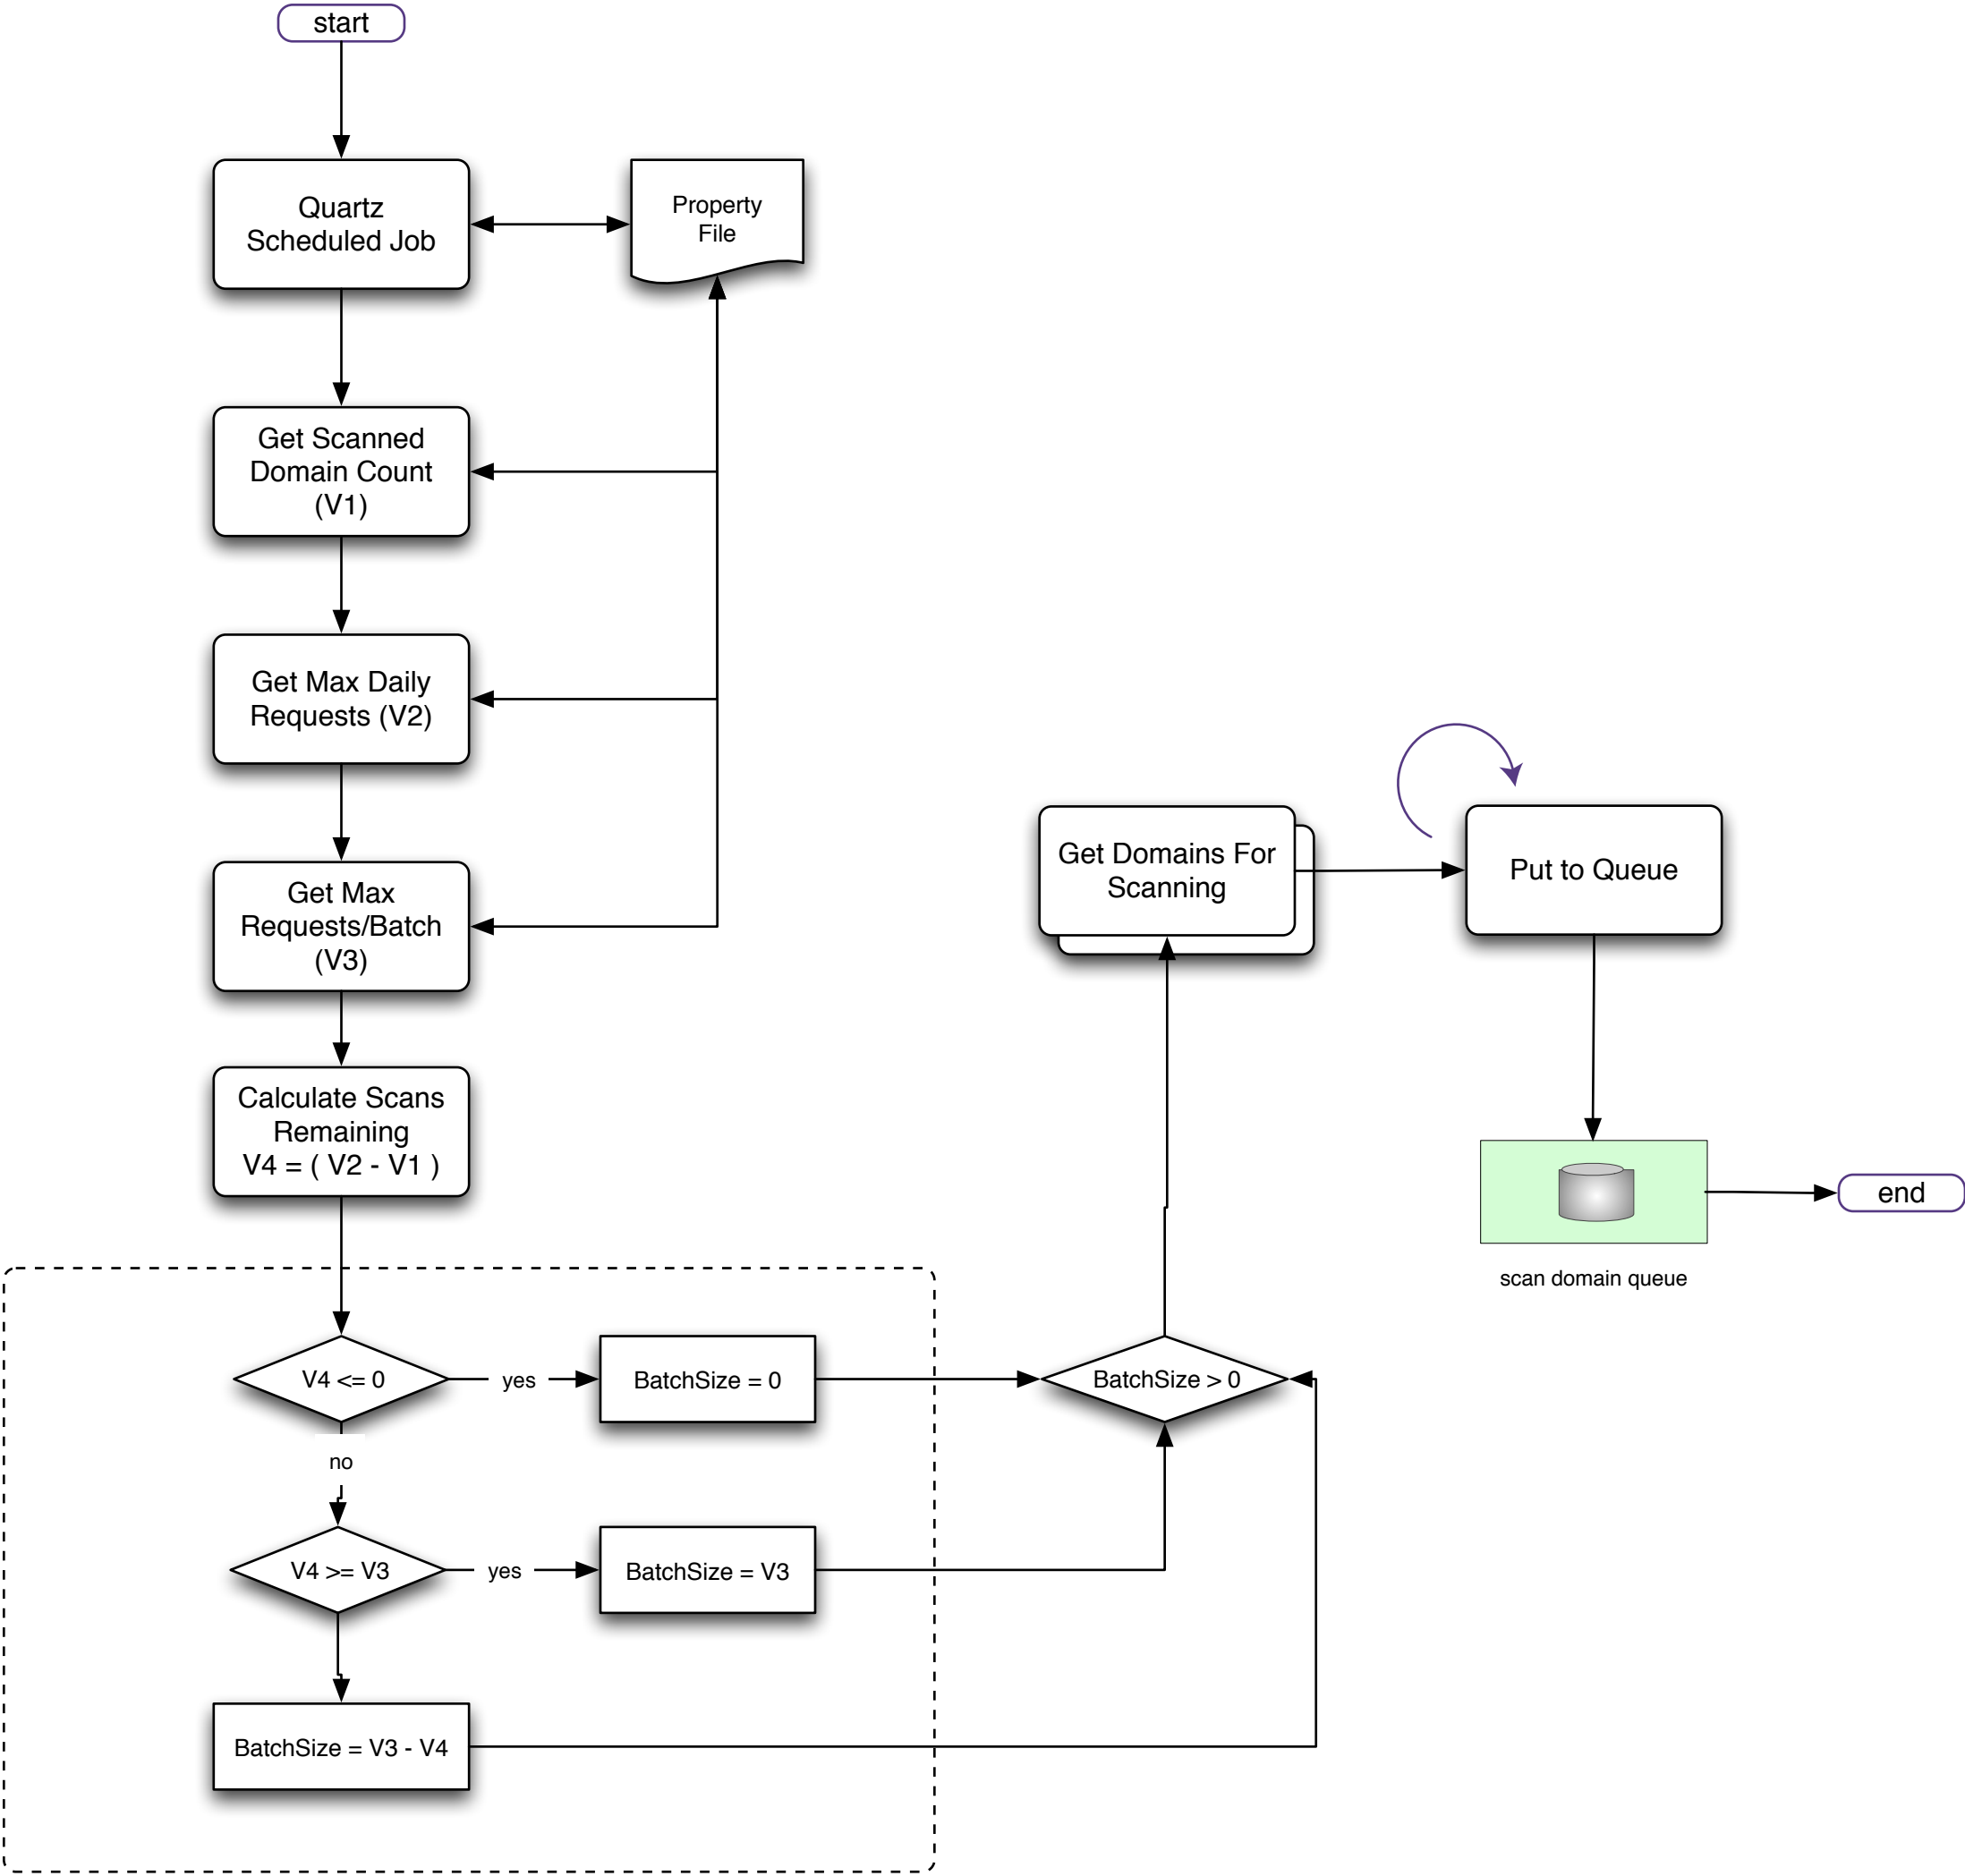 start
Quartz
Scheduled Job
Property
File
Get Scanned
Domain Count
(V1)
Get Max Daily
Requests (V2)
Get Max
Requests/Batch
(V3)
Calculate Scans
Remaining
V4 = ( V2 - V1 )
Get Domains For
Scanning
Put to Queue
scan domain queue
end
V4 <= 0
yes
BatchSize = 0
BatchSize > 0
no
V4 >= V3
yes
BatchSize = V3
BatchSize = V3 - V4